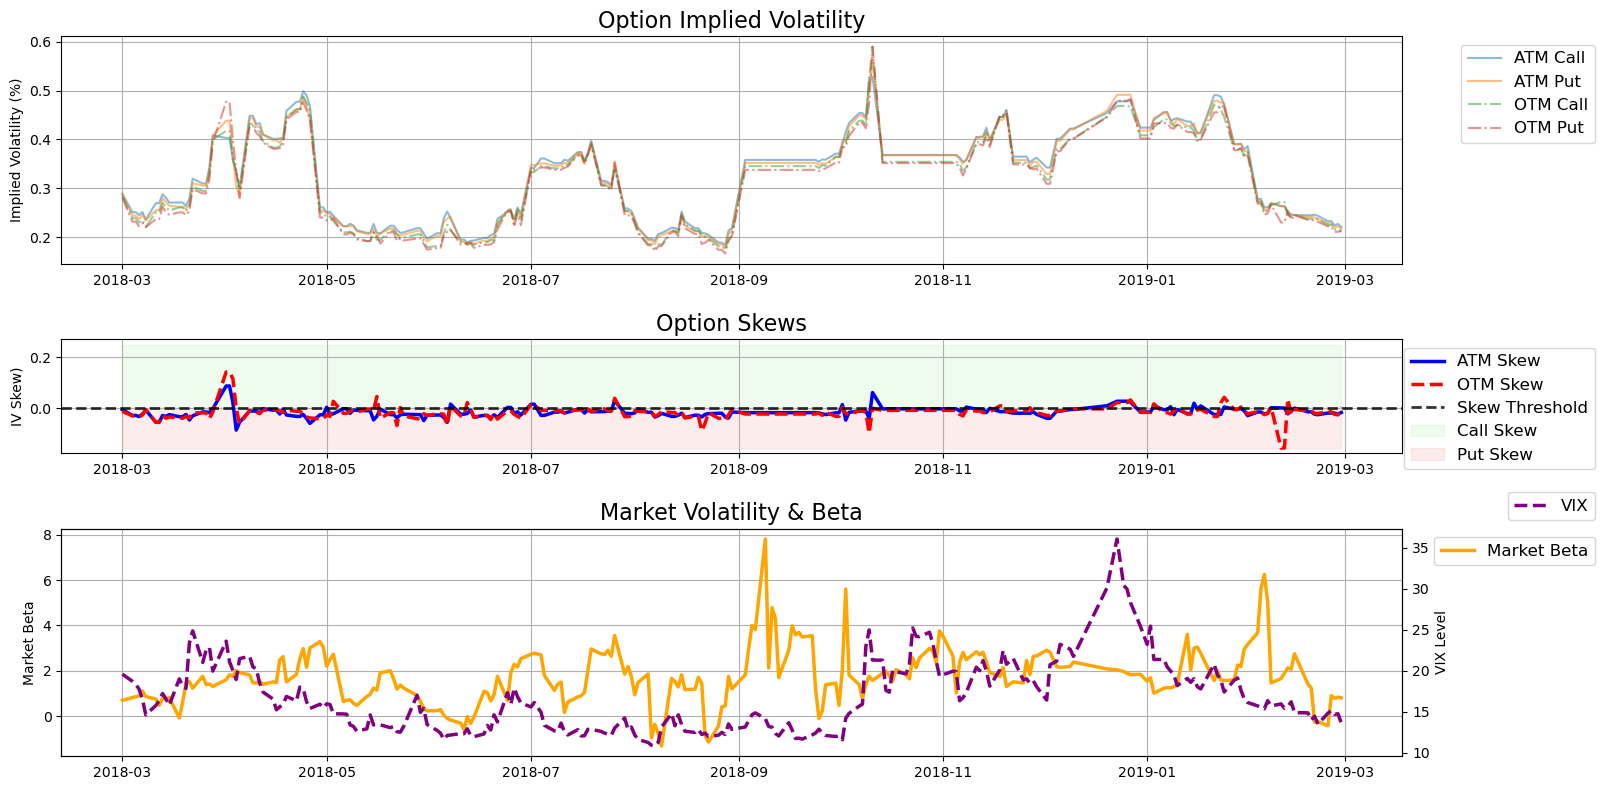 Option Implied Volatility
Implied Volatility (%)
0.6
0.5
0.4
0.3
0.2
2018-03 2018-05 2018-07 2018-09 2018-11 2019-01 2019-03
ATM Call
ATM Put
OTM Call
OTM Put
Option Skews
IV Skew)
0.2
0.0
2018-03 2018-05 2018-07 2018-09 2018-11 2019-01 2019-03
ATM Skew
OTM Skew
Skew Threshold
Call Skew
Put Skew
Market Volatility & Beta
Market Beta
8
6
4
2
0
2018-03 2018-05 2018-07 2018-09 2018-11 2019-01 2019-03
35
30
25
20
15
10
VIX Level
VIX
Market Beta